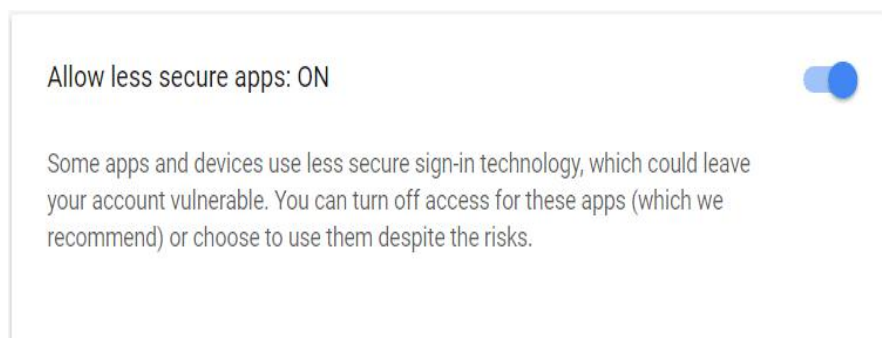 Allow less secure apps: ON
Some apps and devices use less secure sign-in technology, which could leave
your account vulnerable. You can turn off access for these apps (which we
recommend) or choose to use them despite the risks.